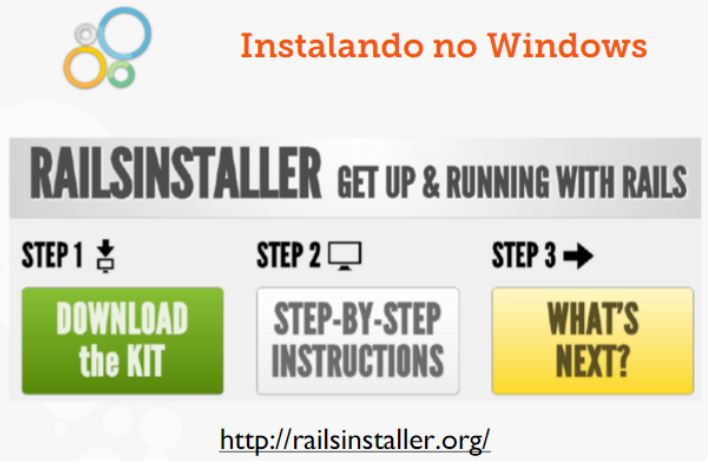 Instalando no Windows
RAILSINSTALLER GET UP & RUNNING WITH RAILS
STEP 1 STEP 2 STEP 3
DOWNLOAD
the KIT
STEP-BY-STEP
INSTRUCTIONS
WHAT'S
NEXT?
http://railsinstaller.org/